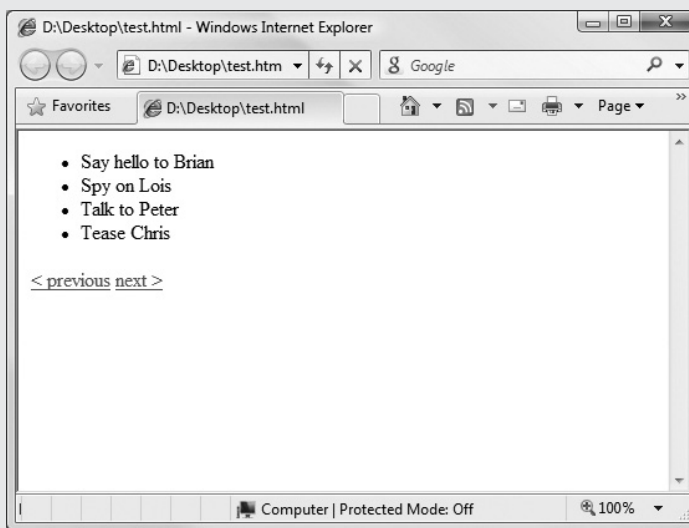 D:\Desktop\test.html - Windows Internet Explorer
D:\Desktop\test.htm
Google
Favorites
D:\Desktop\test.html
Page
»
• Say hello to Brian
• Spy on Lois
• Talk to Peter
• Tease Chris
< previous next >
Computer | Protected Mode: Off
100%